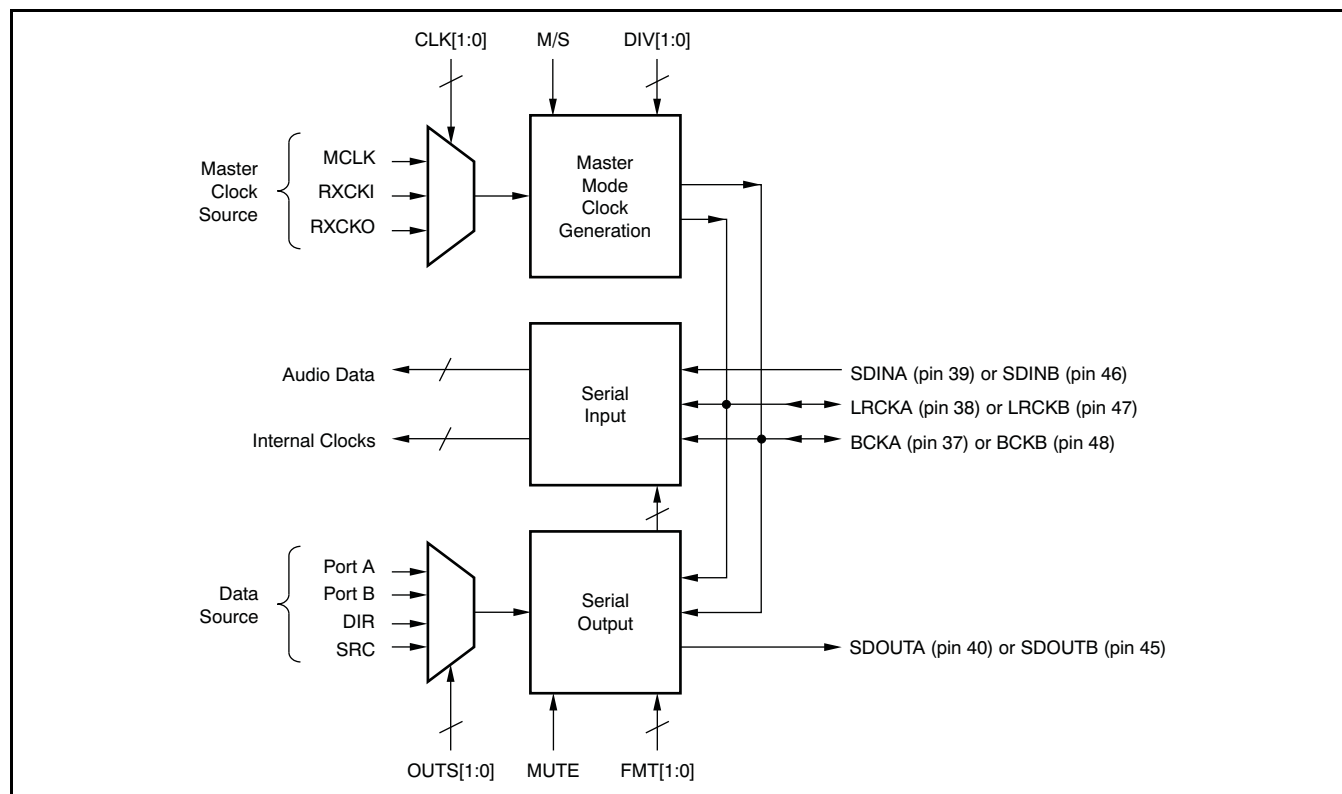 CLK[1:0]
M/S
DIV[1:0]
Master
Clock
Source
MCLK
RXCKI
RXCKO
Master
Mode
Clock
Generation
Audio Data
Internal Clocks
Serial
Input
SDINA (pin 39) or SDINB (pin 46)
LRCKA (pin 38) or LRCKB (pin 47)
BCKA (pin 37) or BCKB (pin 48)
Data
Source
Port A
Port B
DIR
SRC
Serial
Output
SDOUTA (pin 40) or SDOUTB (pin 45)
OUTS[1:0]
MUTE
FMT[1:0]